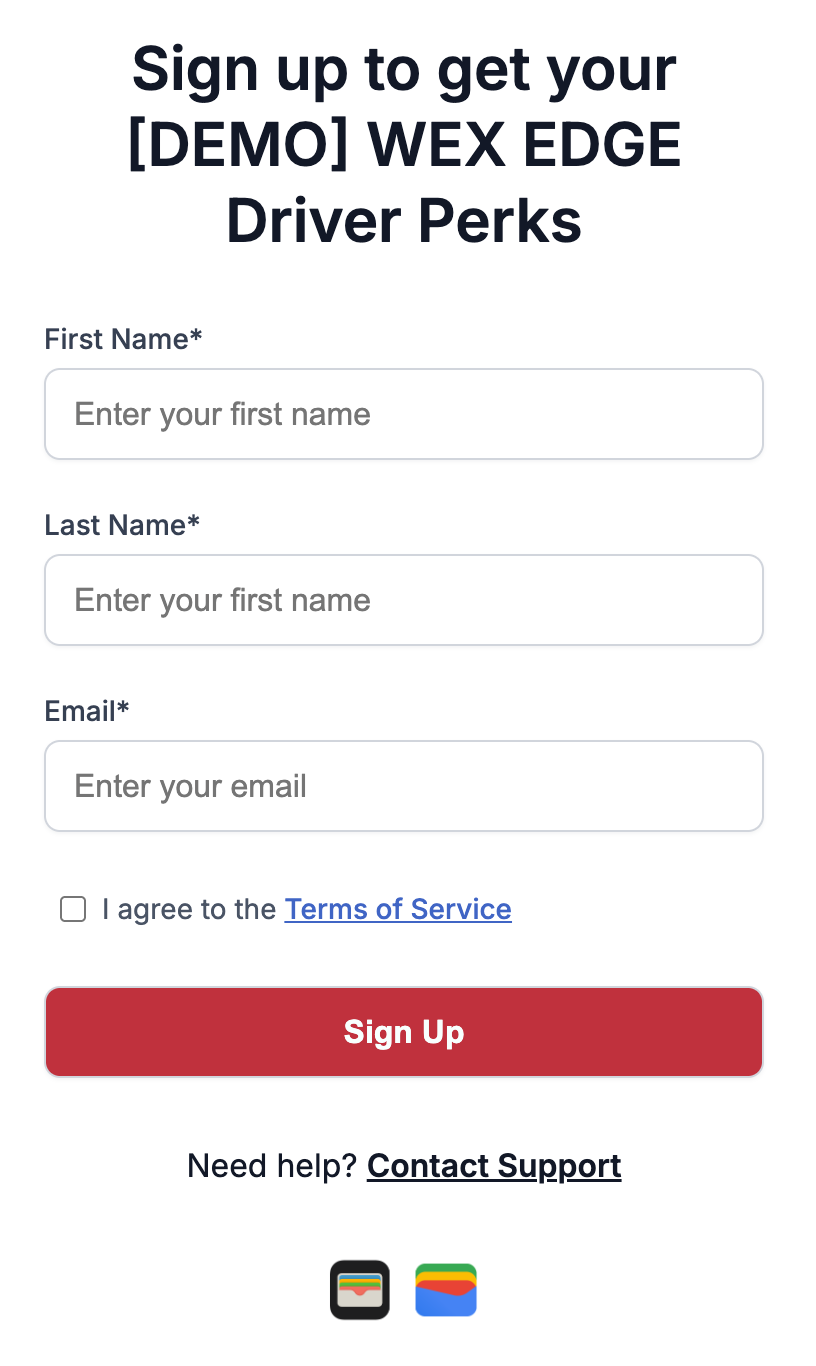 Sign up to get your
[DEMO] WEX EDGE
Driver Perks
First Name*
Enter your first name
Last Name*
Enter your first name
Email*
Enter your email
I agree to the Terms of Service
Sign Up
Need help? Contact Support